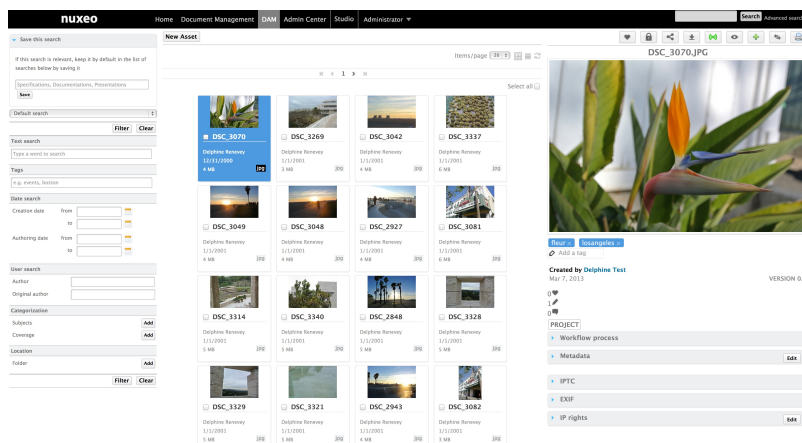 nuxeo
Home Document Management DAM Admin Center Studio Administrator
Search Advanced searc
Save this search
If this search is relevant, keep it by default in the list of
searches below by saving it
Specifications, Documentations, Presentations
Save
Default search
Filter Clear
Text search
Type a word to search
Tags
e.g. events, boston
Date search
Creation date from
to
Authoring date from
to
User search
Author
Original author
Categorization
Subjects Add
Coverage Add
Location
Folder Add
Filter Clear
New Asset
Items/page 20
1
Select all
DSC_3070 DSC_3269 DSC_3042 DSC_3337
Delphine Renevey Delphine Renevey Delphine Renevey Delphine Renevey
12/31/2000 1/1/2001 1/1/2001 1/1/2001
4 MB jpg 3 MB jpg 4 MB jpg 6 MB jpg
DSC_3049 DSC_3048 DSC_2927 DSC_3081
Delphine Renevey Delphine Renevey Delphine Renevey Delphine Renevey
1/1/2001 1/1/2001 1/1/2001 1/1/2001
4 MB jpg 4 MB jpg 4 MB jpg 6 MB jpg
DSC_3314 DSC_3340 DSC_2848 DSC_3328
Delphine Renevey Delphine Renevey Delphine Renevey Delphine Renevey
1/1/2001 1/1/2001 1/1/2001 1/1/2001
5 MB jpg 5 MB jpg 5 MB jpg 5 MB jpg
DSC_3329 DSC_3321 DSC_2943 DSC_3082
Delphine Renevey Delphine Renevey Delphine Renevey Delphine Renevey
1/1/2001 1/1/2001 1/1/2001 1/1/2001
5 MB jpg 5 MB jpg 4 MB jpg 3 MB jpg
DSC_3070.JPG
fleur × losangeles ×
Add a tag
Created by Delphine Test
Mar 7, 2013 VERSION 0.
0
1
0
PROJECT
Workflow process
Metadata Edit
IPTC
EXIF
IP rights Edit